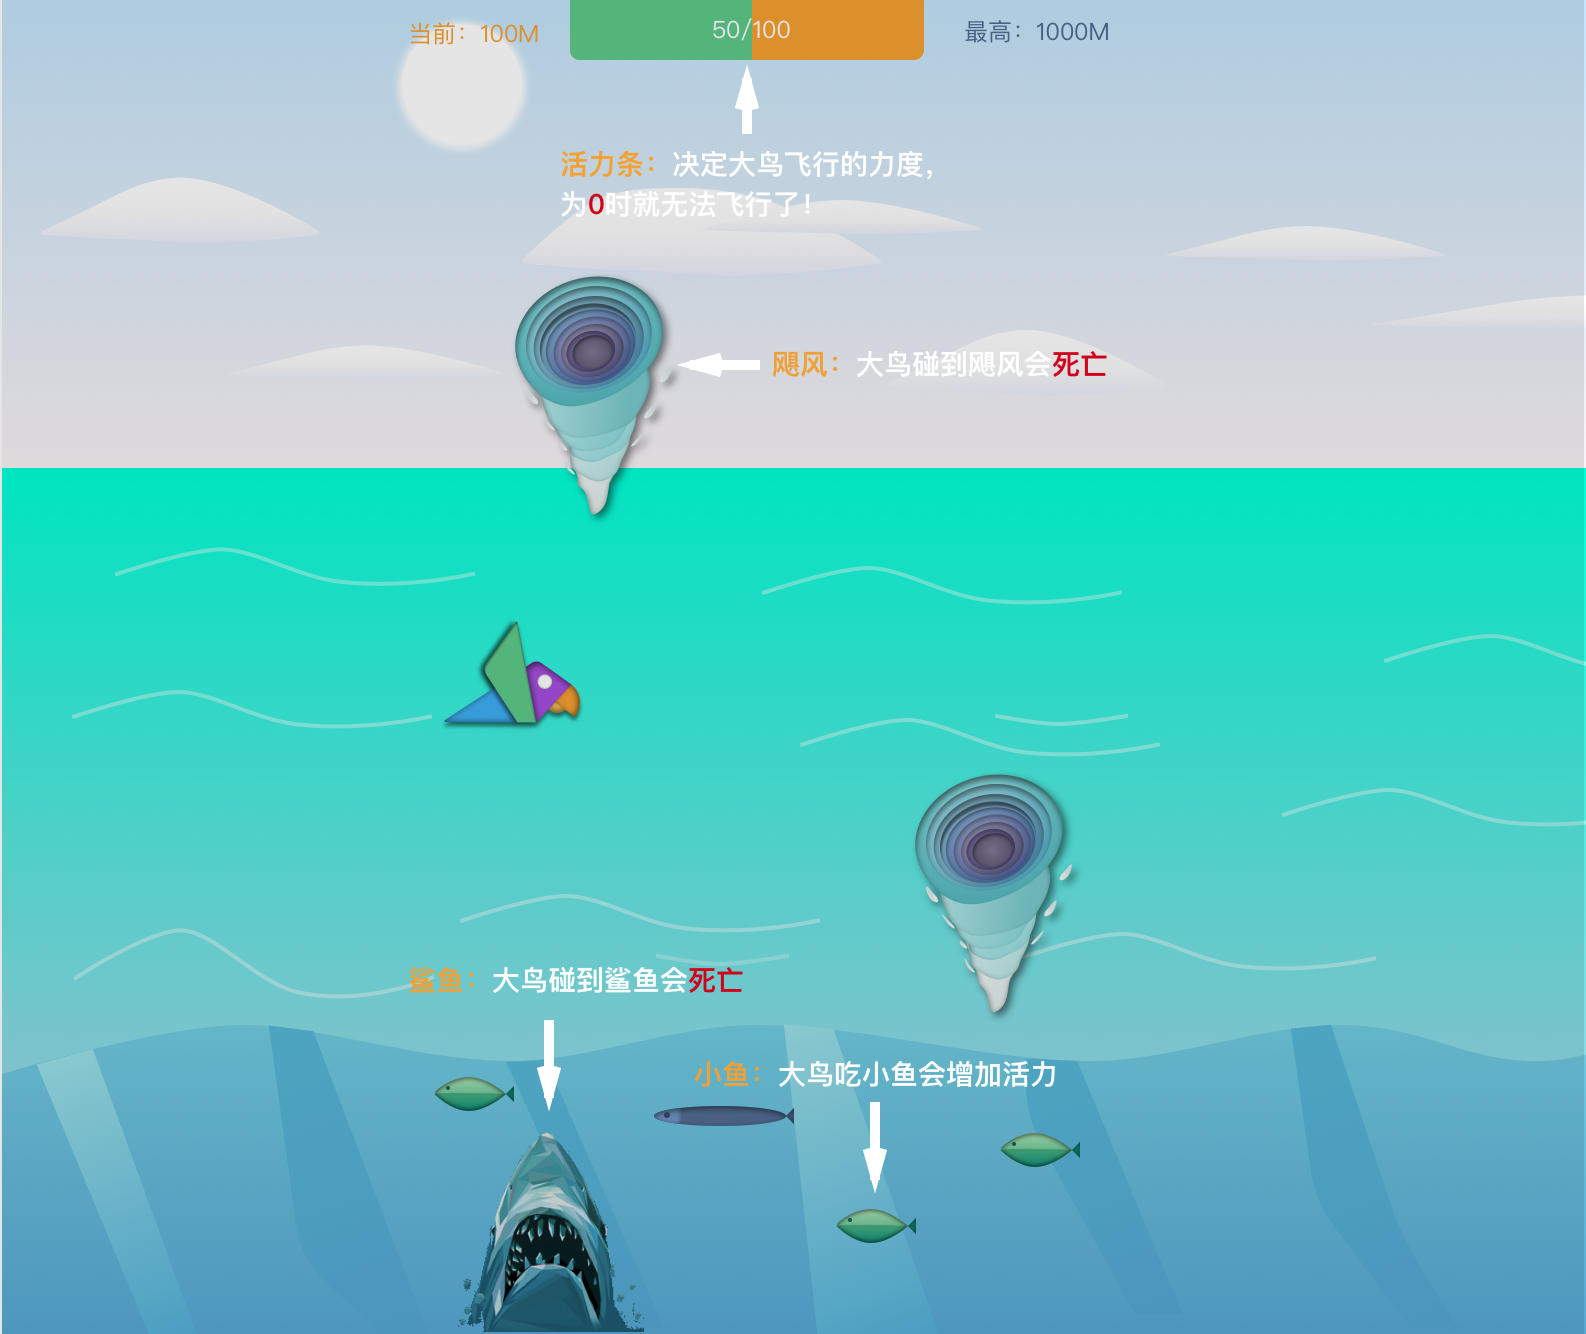 当前：100M
50/100
最高：1000M
活力条：决定大鸟飞行的力度，
为0时就无法飞行了！
飓风：大鸟碰到飓风会死亡
鲨鱼：大鸟碰到鲨鱼会死亡
小鱼：大鸟吃小鱼会增加活力